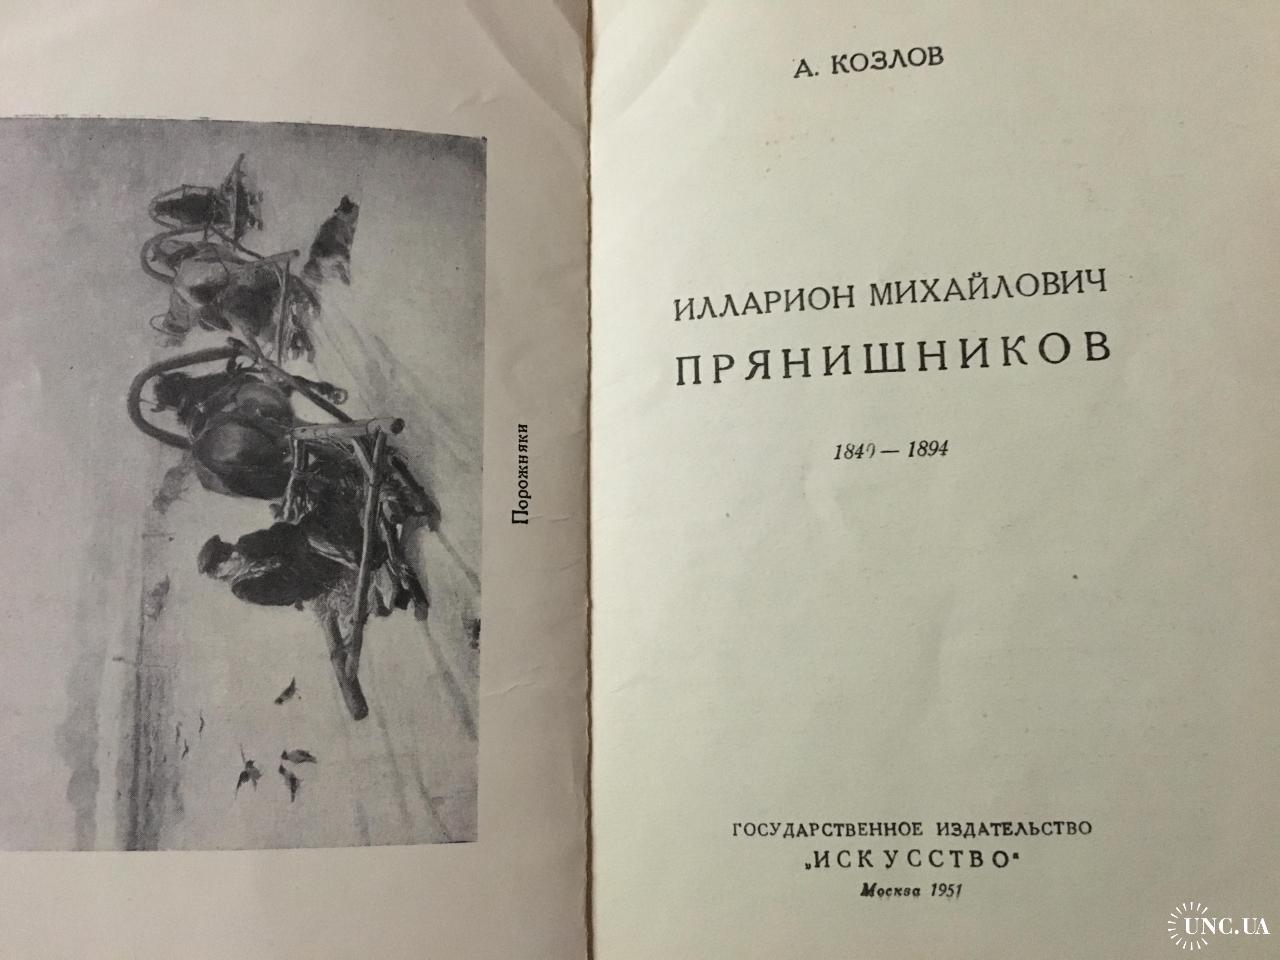 Порожняки
А. КОЗЛОВ
ИЛЛАРИОН МИХАЙЛОВИЧ
ПРЯНИШНИКОВ
1840 — 1894
ГОСУДАРСТВЕННОЕ ИЗДАТЕЛЬСТВО
„ИСКУССТВО“
Москва 1951
UNC.UA